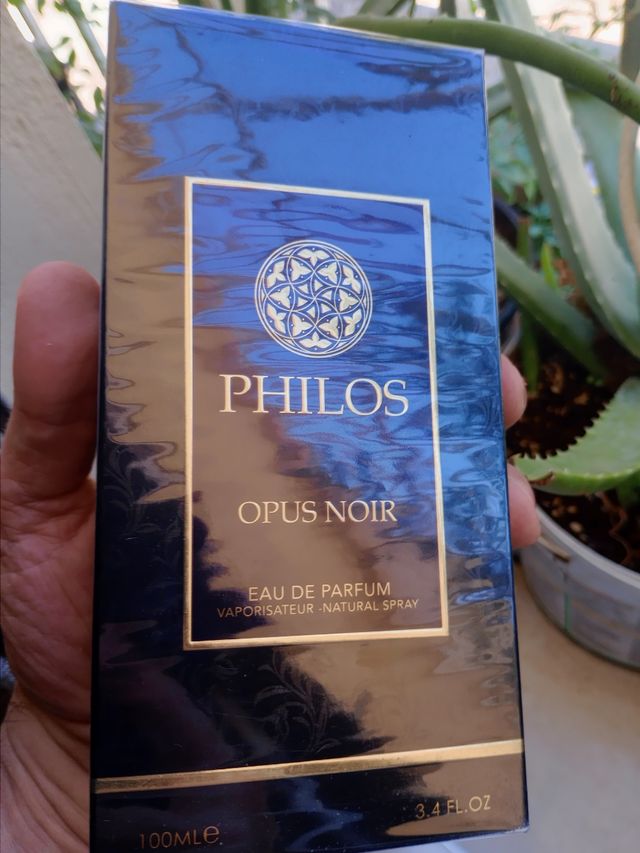 PHILOS
OPUS NOIR
EAU DE PARFUM
VAPORISATEUR -NATURAL SPRAY
100ML℮
3.4 FL.OZ